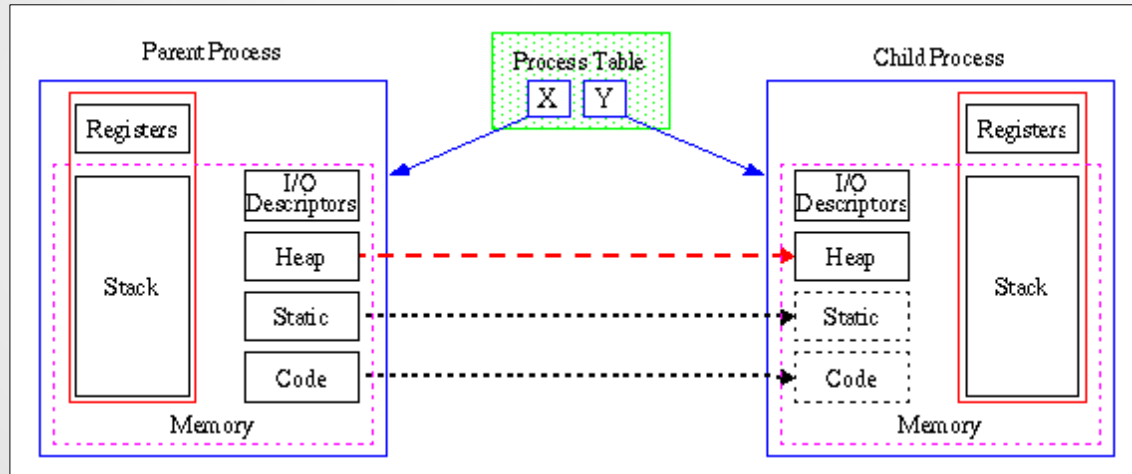 Parent Process
Process Table
Child Process
X Y
Registers
Stack
I/O
Descriptors
Heap
Static
Code
Memory
I/O
Descriptors
Heap
Static
Code
Registers
Stack
Memory